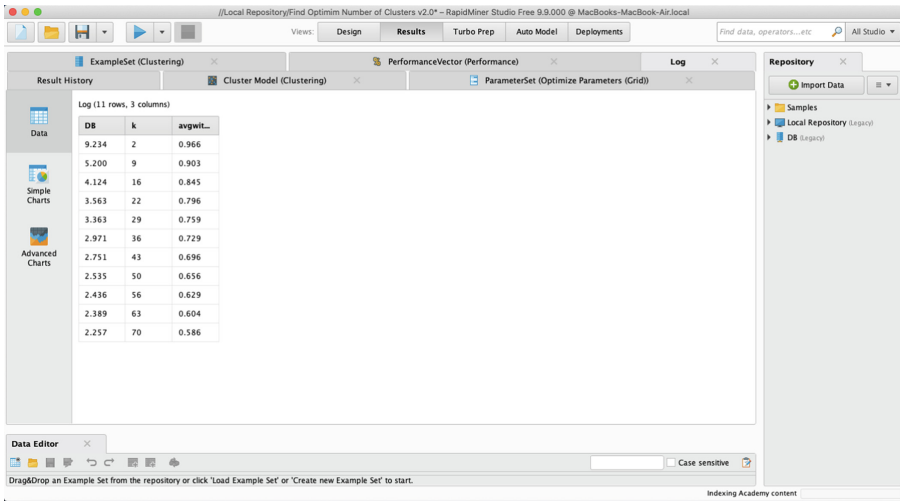 //Local Repository/Find Optimim Number of Clusters v2.0* – RapidMiner Studio Free 9.9.000 @ MacBooks-MacBook-Air.local
Views: Design Results Turbo Prep Auto Model Deployments
Find data, operators...etc All Studio
ExampleSet (Clustering) PerformanceVector (Performance) Log
Result History Cluster Model (Clustering) ParameterSet (Optimize Parameters (Grid))
Repository
Import Data
Samples
Local Repository (Legacy)
DB (Legacy)
Data
Simple
Charts
Advanced
Charts
Log (11 rows, 3 columns)
DB k avgwit...
9.234 2 0.966
5.200 9 0.903
4.124 16 0.845
3.563 22 0.796
3.363 29 0.759
2.971 36 0.729
2.751 43 0.696
2.535 50 0.656
2.436 56 0.629
2.389 63 0.604
2.257 70 0.586
Data Editor
Case sensitive
Drag&Drop an Example Set from the repository or click 'Load Example Set' or 'Create new Example Set' to start.
Indexing Academy content